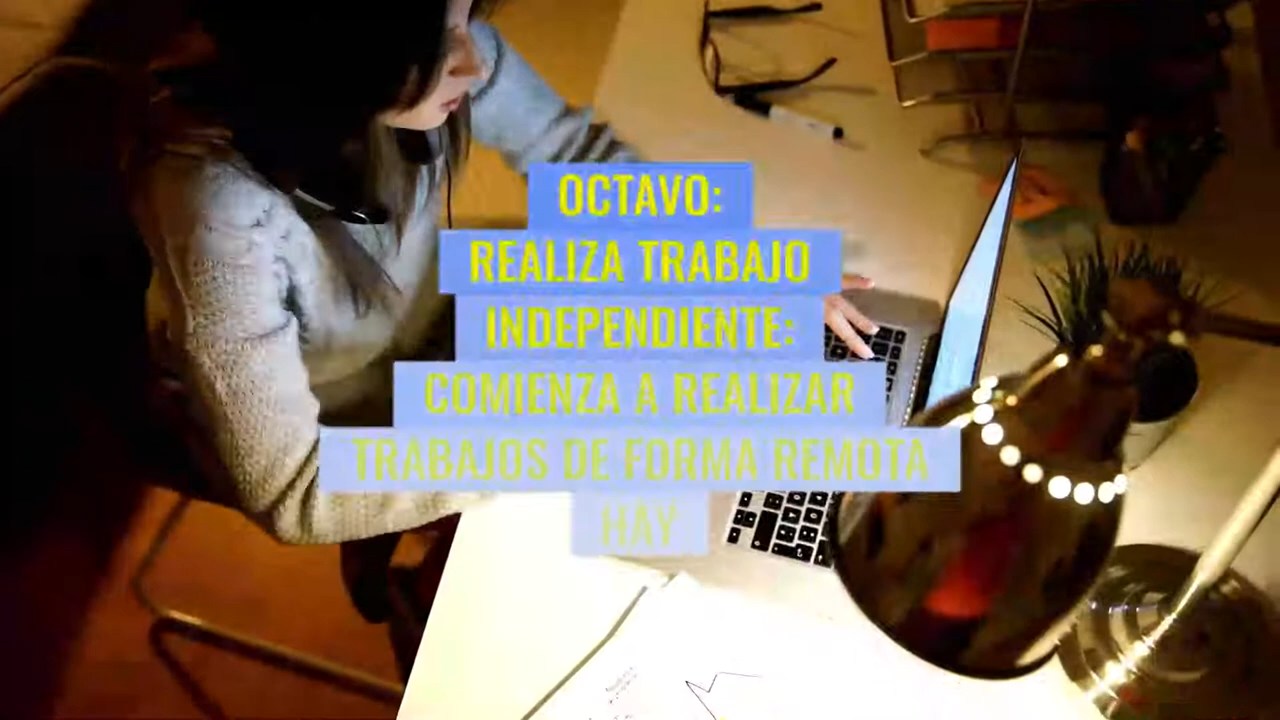 OCTAVO:
REALIZA TRABAJO
INDEPENDIENTE:
COMIENZA A REALIZAR
TRABAJOS DE FORMA REMOTA
HAY